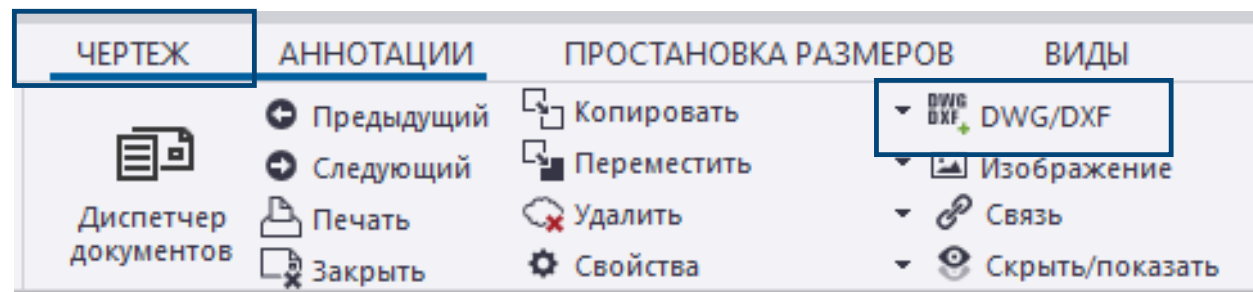 ЧЕРТЕЖ АННОТАЦИИ ПРОСТАНОВКА РАЗМЕРОВ ВИДЫ
Диспетчер
документов
Предыдущий
Следующий
Печать
Закрыть
Копировать
Переместить
Удалить
Свойства
DWG DXF DWG/DXF
Изображение
Связь
Скрыть/показать